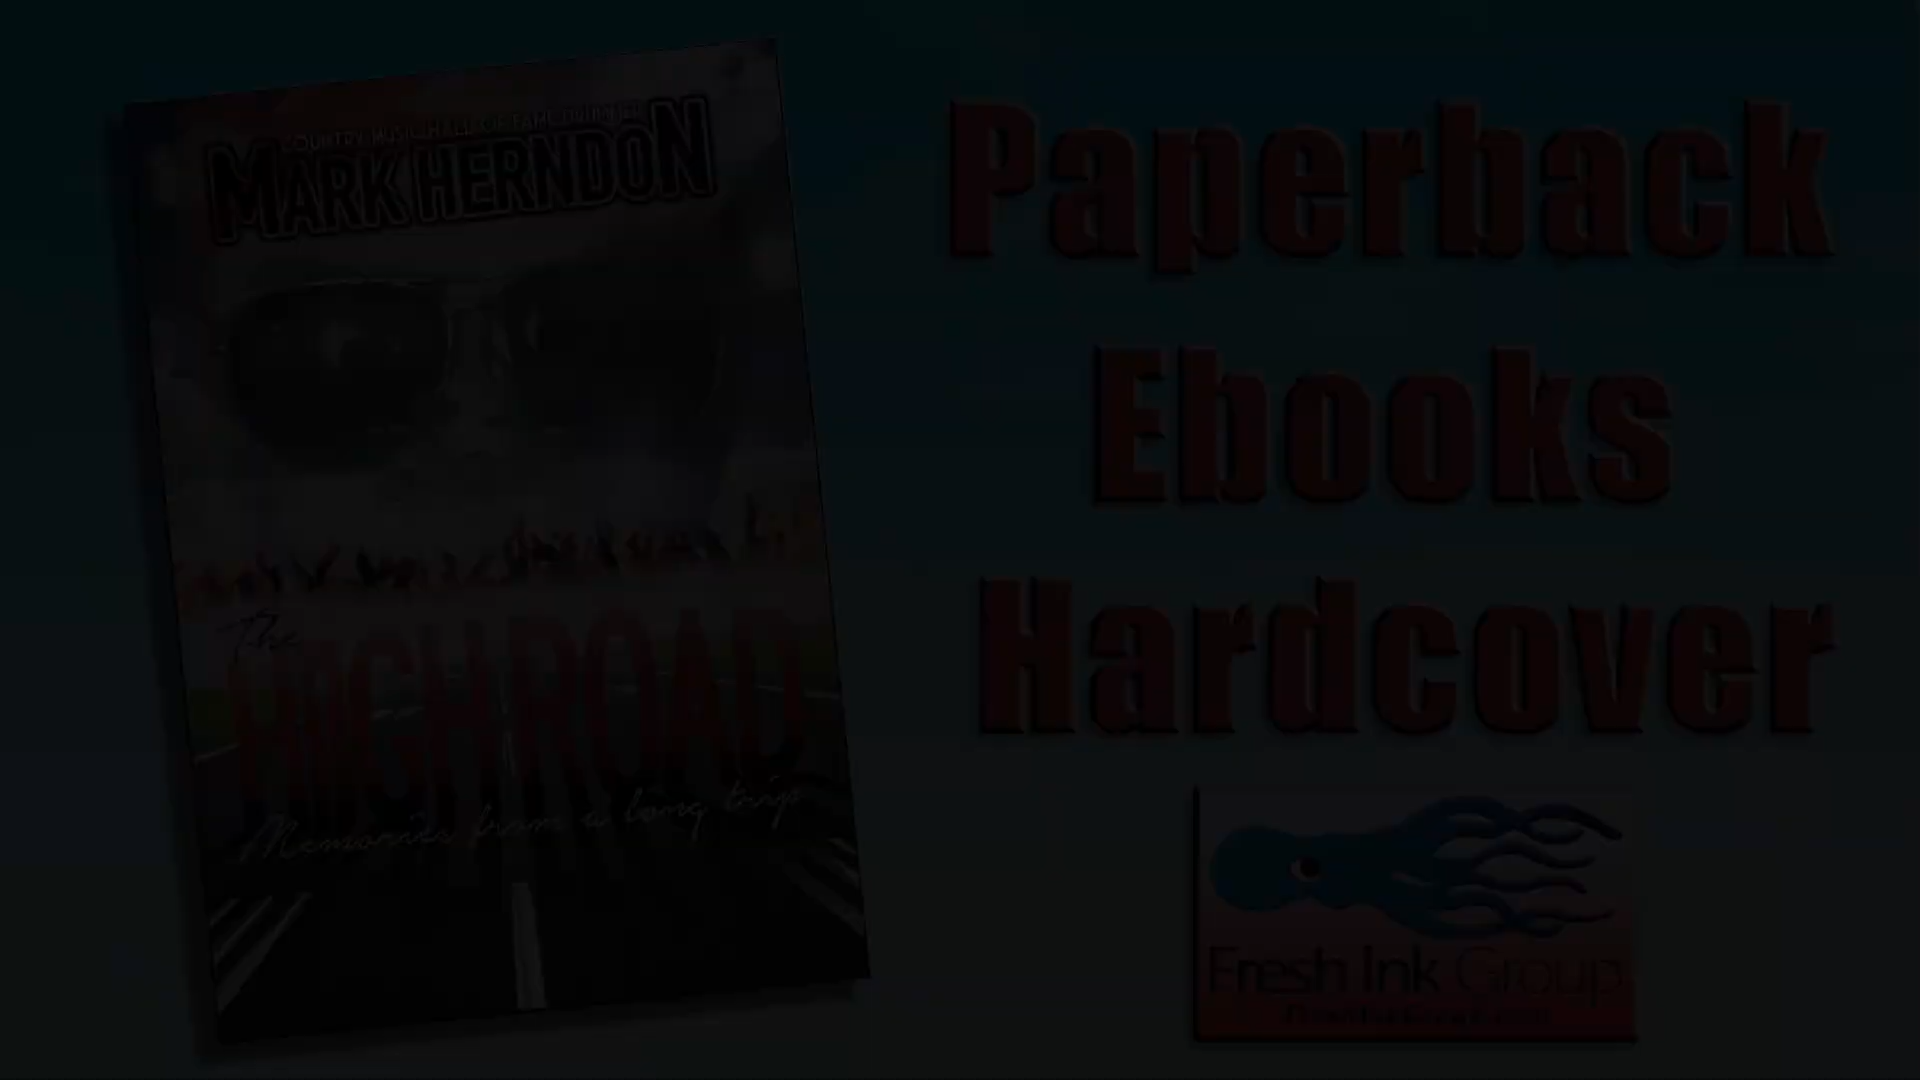 COUNTRY MUSIC HALL OF FAME DRUMMER
MARK HERNDON
The
HIGH ROAD
Memories from a long trip
Paperback
Ebooks
Hardcover
Fresh Ink Group